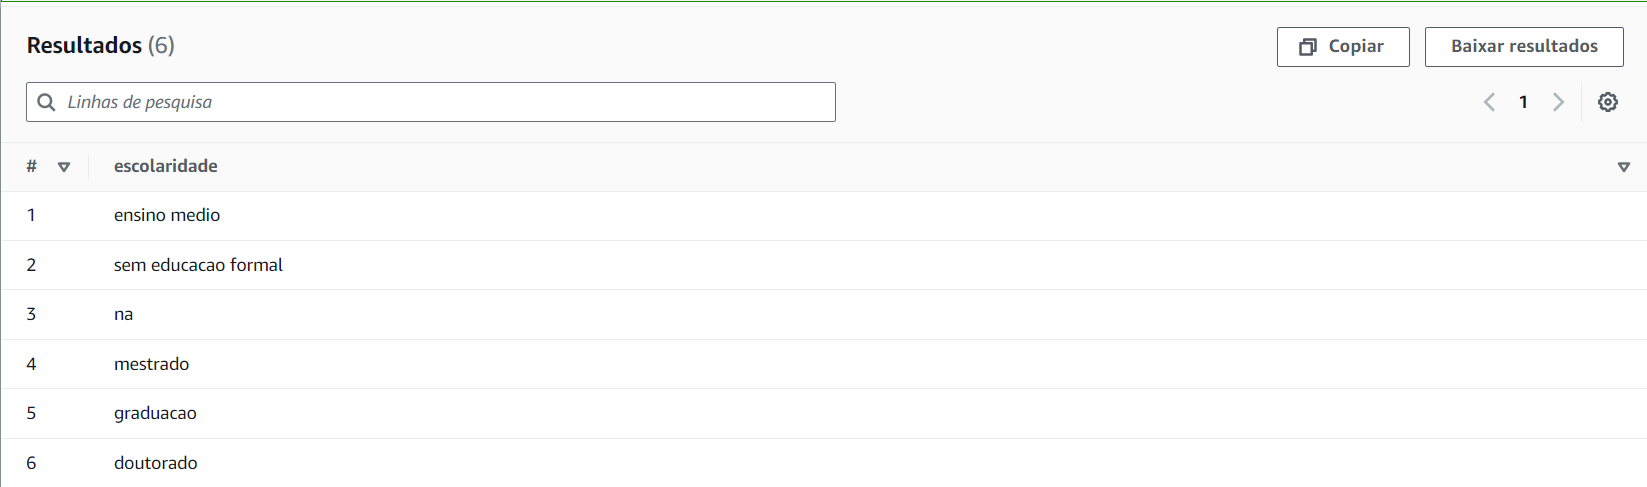 Resultados (6)
Copiar
Baixar resultados
Linhas de pesquisa
1
# escolaridade
1 ensino medio
2 sem educacao formal
3 na
4 mestrado
5 graduacao
6 doutorado